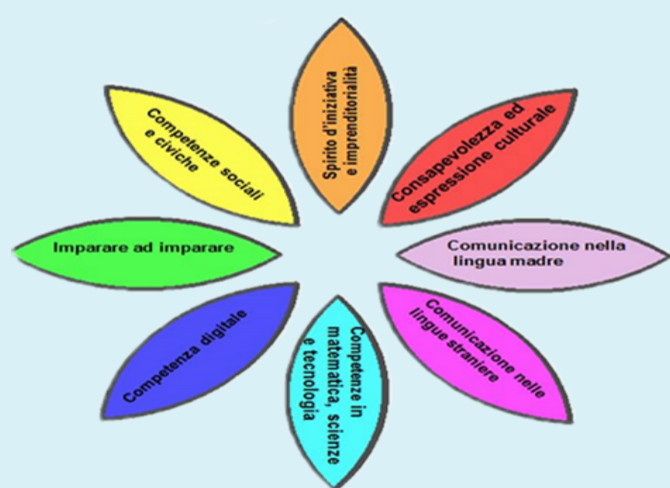 Spirito d'iniziativa
e imprenditorialità
Consapevolezza ed
espressione culturale
Comunicazione nella
lingua madre
Comunicazione nelle
lingue straniere
Competenze in
matematica, scienze
e tecnologia
Competenza digitale
Imparare ad imparare
Competenze sociali
e civiche